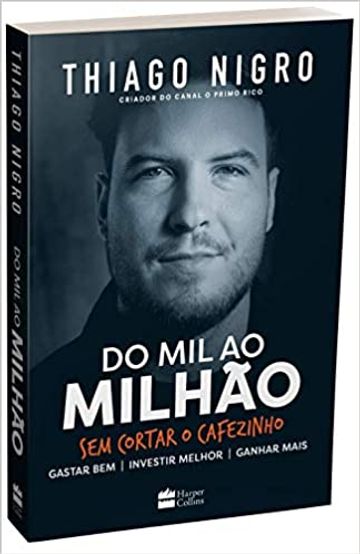 THIAGO NIGRO
CRIADOR DO CANAL O PRIMO RICO
DO MIL AO
MILHÃO
SEM CORTAR O CAFEZINHO
GASTAR BEM | INVESTIR MELHOR | GANHAR MAIS
Harper
Collins
THIAGO NIGRO
DO MIL AO
MILHÃO